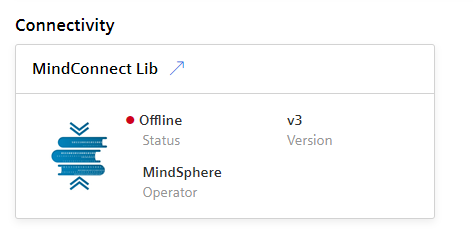 Connectivity
MindConnect Lib
Offline
v3
Status
Version
MindSphere
Operator